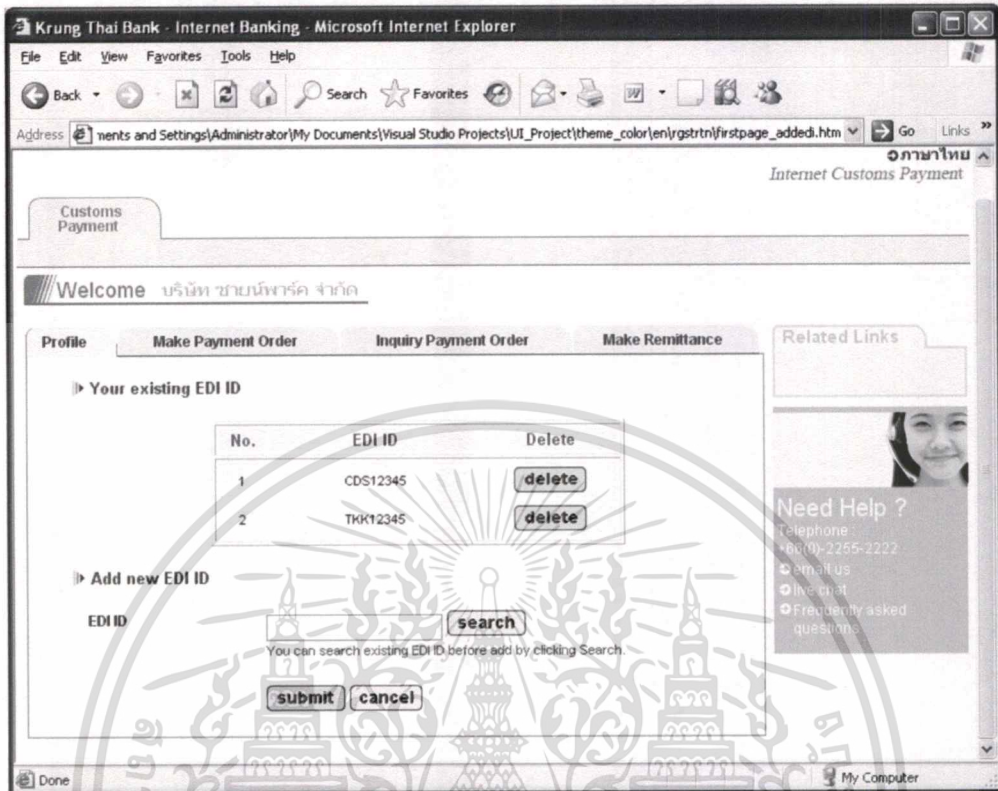 Krung Thai Bank - Internet Banking - Microsoft Internet Explorer
File Edit View Favorites Tools Help
Back Search Favorites
Address ments and Settings\Administrator\My Documents\Visual Studio Projects\UI_Project\theme_color\en\rgstrtn\firstpage_addedi.htm Go Links »
ภาษาไทย
Internet Customs Payment
Customs
Payment
Welcome บริษัท ชายน์พาร์ค จำกัด
Profile Make Payment Order Inquiry Payment Order Make Remittance Related Links
Your existing EDI ID
No. EDI ID Delete
1 CDS12345 delete
2 TKK12345 delete
Need Help ?
Telephone :
+66(0)-2255-2222
email us
live chat
Frequently asked
questions
Add new EDI ID
EDI ID search
You can search existing EDI ID before add by clicking Search.
submit cancel
Done My Computer